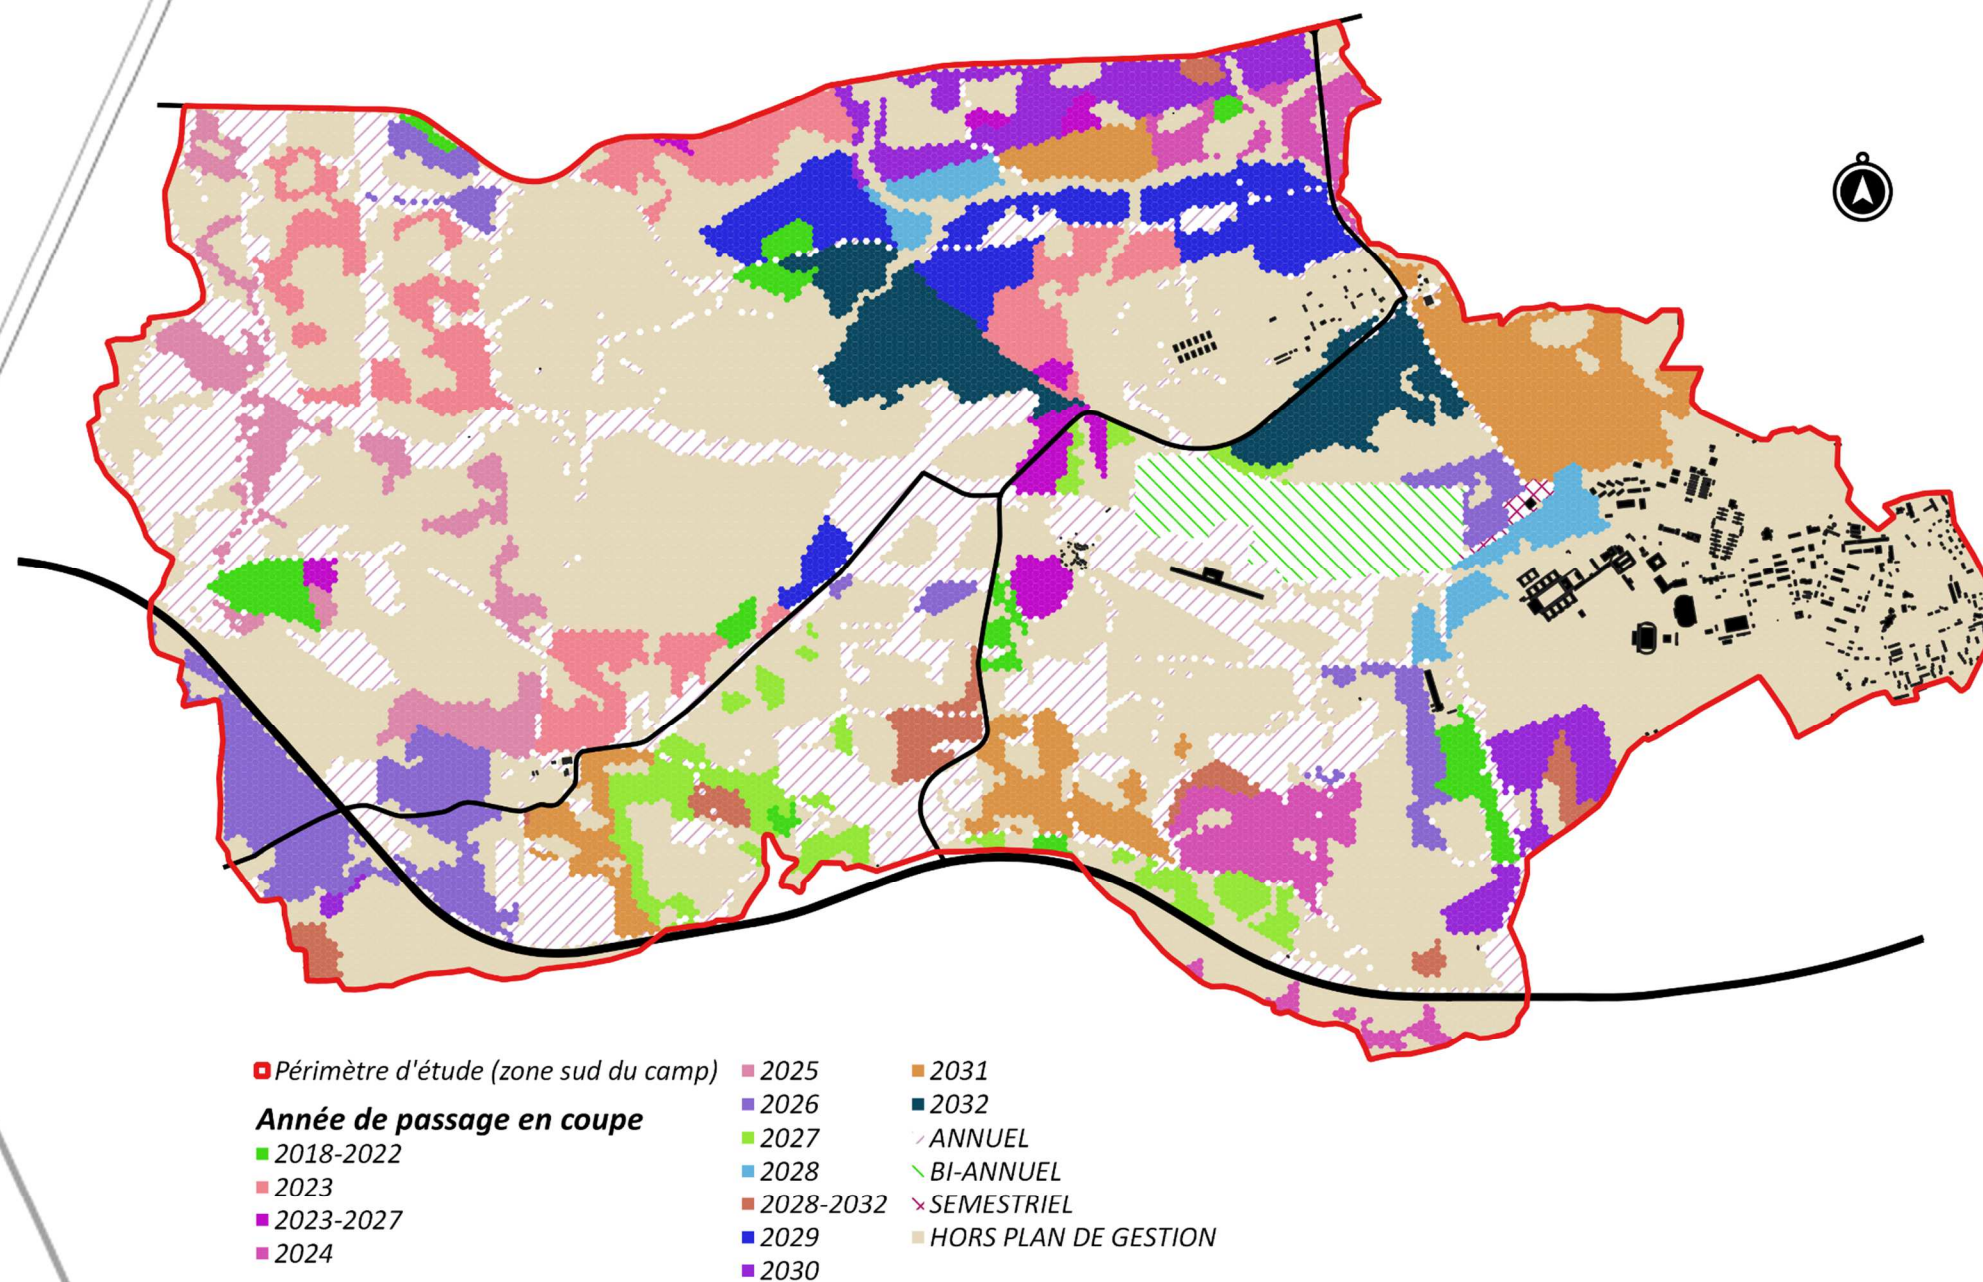 Périmètre d'étude (zone sud du camp)
Année de passage en coupe
2018-2022
2023
2023-2027
2024
2025
2026
2027
2028
2028-2032
2029
2030
2031
2032
ANNUEL
BI-ANNUEL
SEMESTRIEL
HORS PLAN DE GESTION